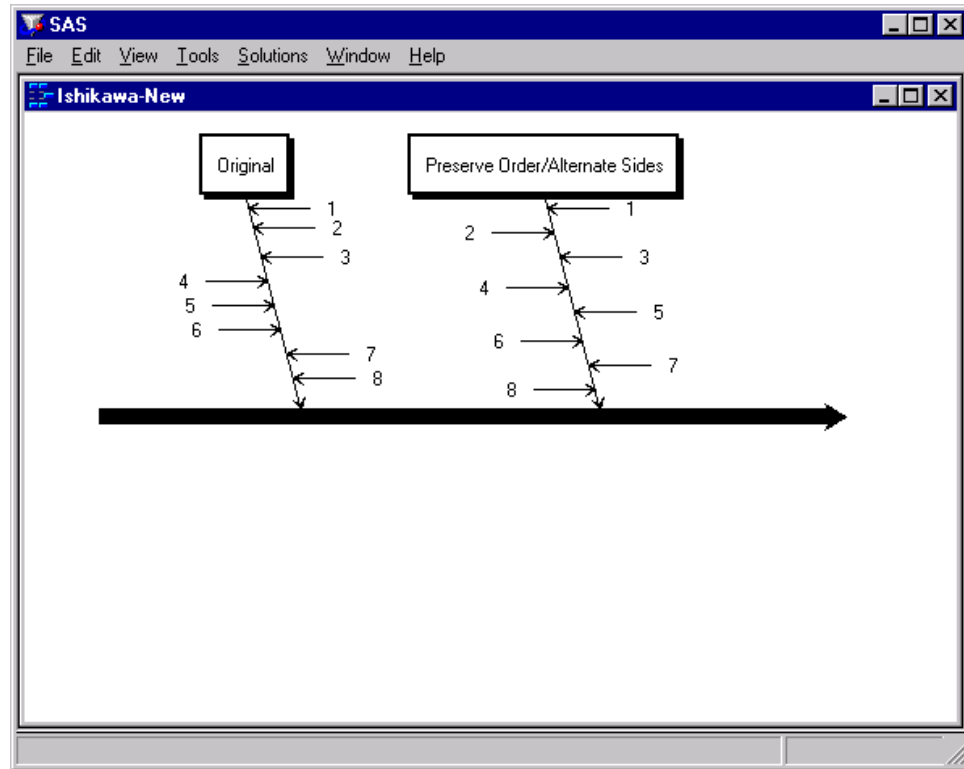 SAS
File Edit View Tools Solutions Window Help
Ishikawa-New
Original Preserve Order/Alternate Sides
1 1
2 2
3 3
4 4
5 5
6 6
7 7
8 8